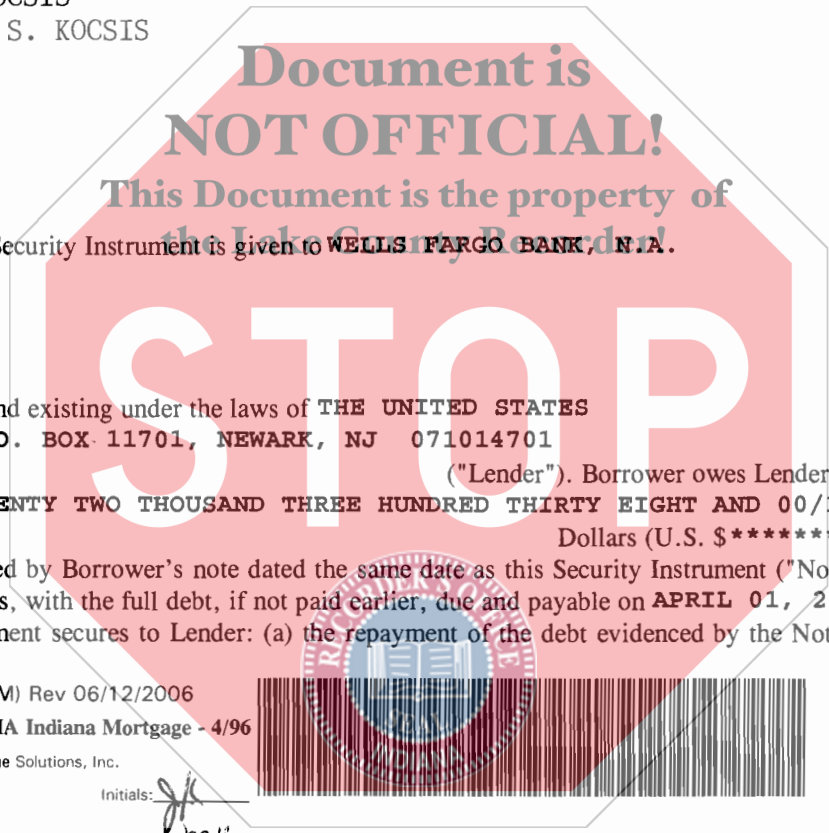 S. KOCSIS
Document is
NOT OFFICIAL!
This Document is the property of
the Lake County Recorder!
Security Instrument is given to WELLS FARGO BANK, N.A.
STOP
nd existing under the laws of THE UNITED STATES
O. BOX 11701, NEWARK, NJ 071014701
("Lender"). Borrower owes Lender
ENTY TWO THOUSAND THREE HUNDRED THIRTY EIGHT AND 00/
Dollars (U.S. $*******
ed by Borrower's note dated the same date as this Security Instrument ("No
s, with the full debt, if not paid earlier, due and payable on APRIL 01, 2
ment secures to Lender: (a) the repayment of the debt evidenced by the Not
RECORDER'S OFFICE
SEAL
INDIANA
M) Rev 06/12/2006
IA Indiana Mortgage - 4/96
ge Solutions, Inc.
Initials: